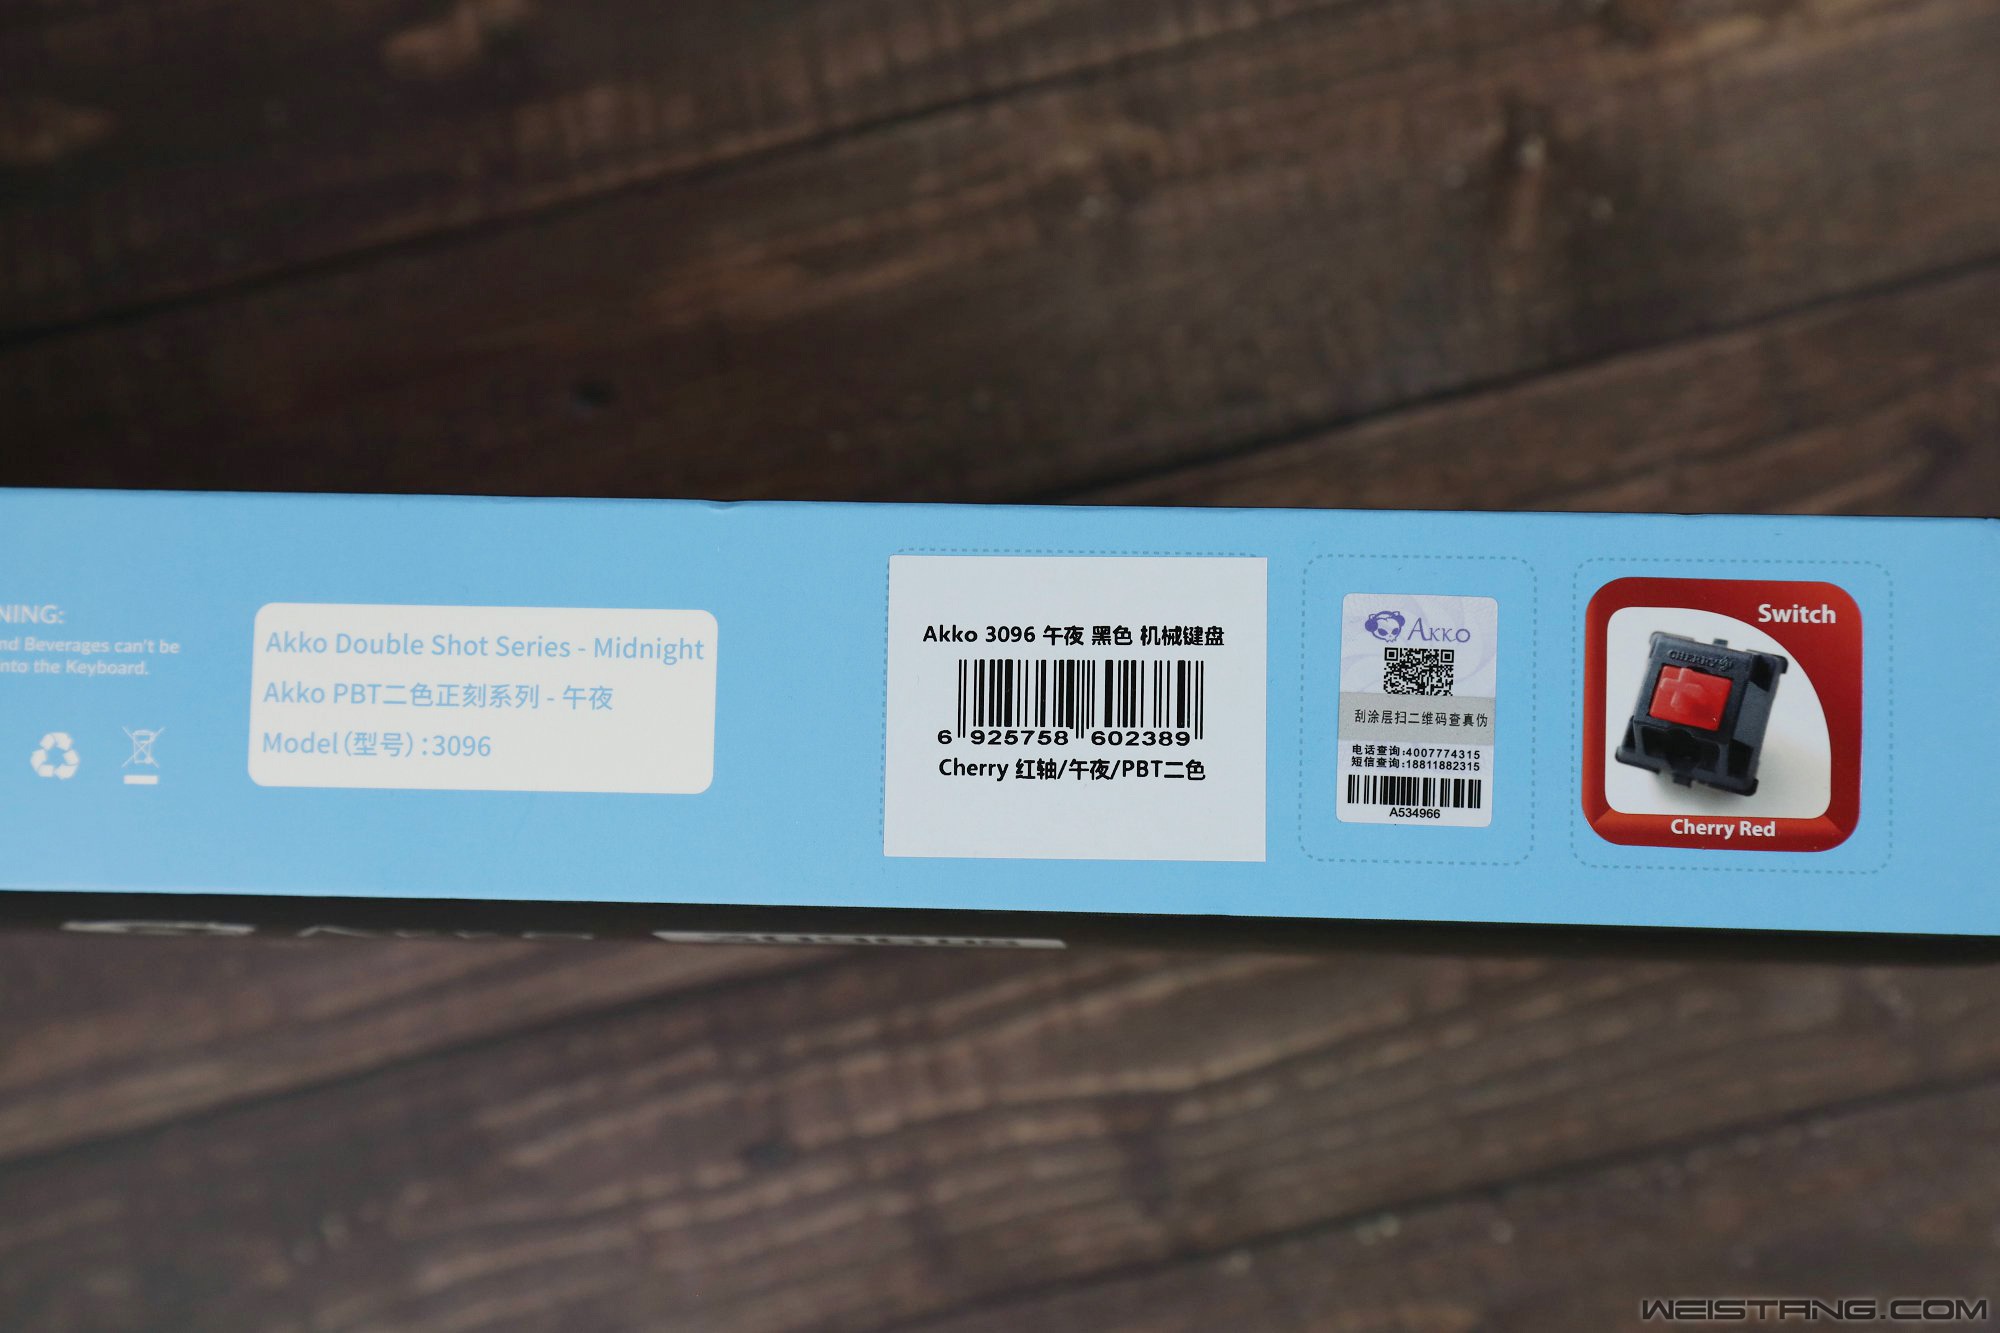 NING:
nd Beverages can't be
nto the Keyboard.
Akko Double Shot Series - Midnight
Akko PBT二色正刻系列 - 午夜
Model(型号):3096
Akko 3096 午夜 黑色 机械键盘
6 925758 602389
Cherry 红轴/午夜/PBT二色
AKKO
刮涂层扫二维码查真伪
电话查询:4007774315
短信查询:18811882315
A534966
Switch
CHERRY
Cherry Red
Akko
WEISTANG.COM